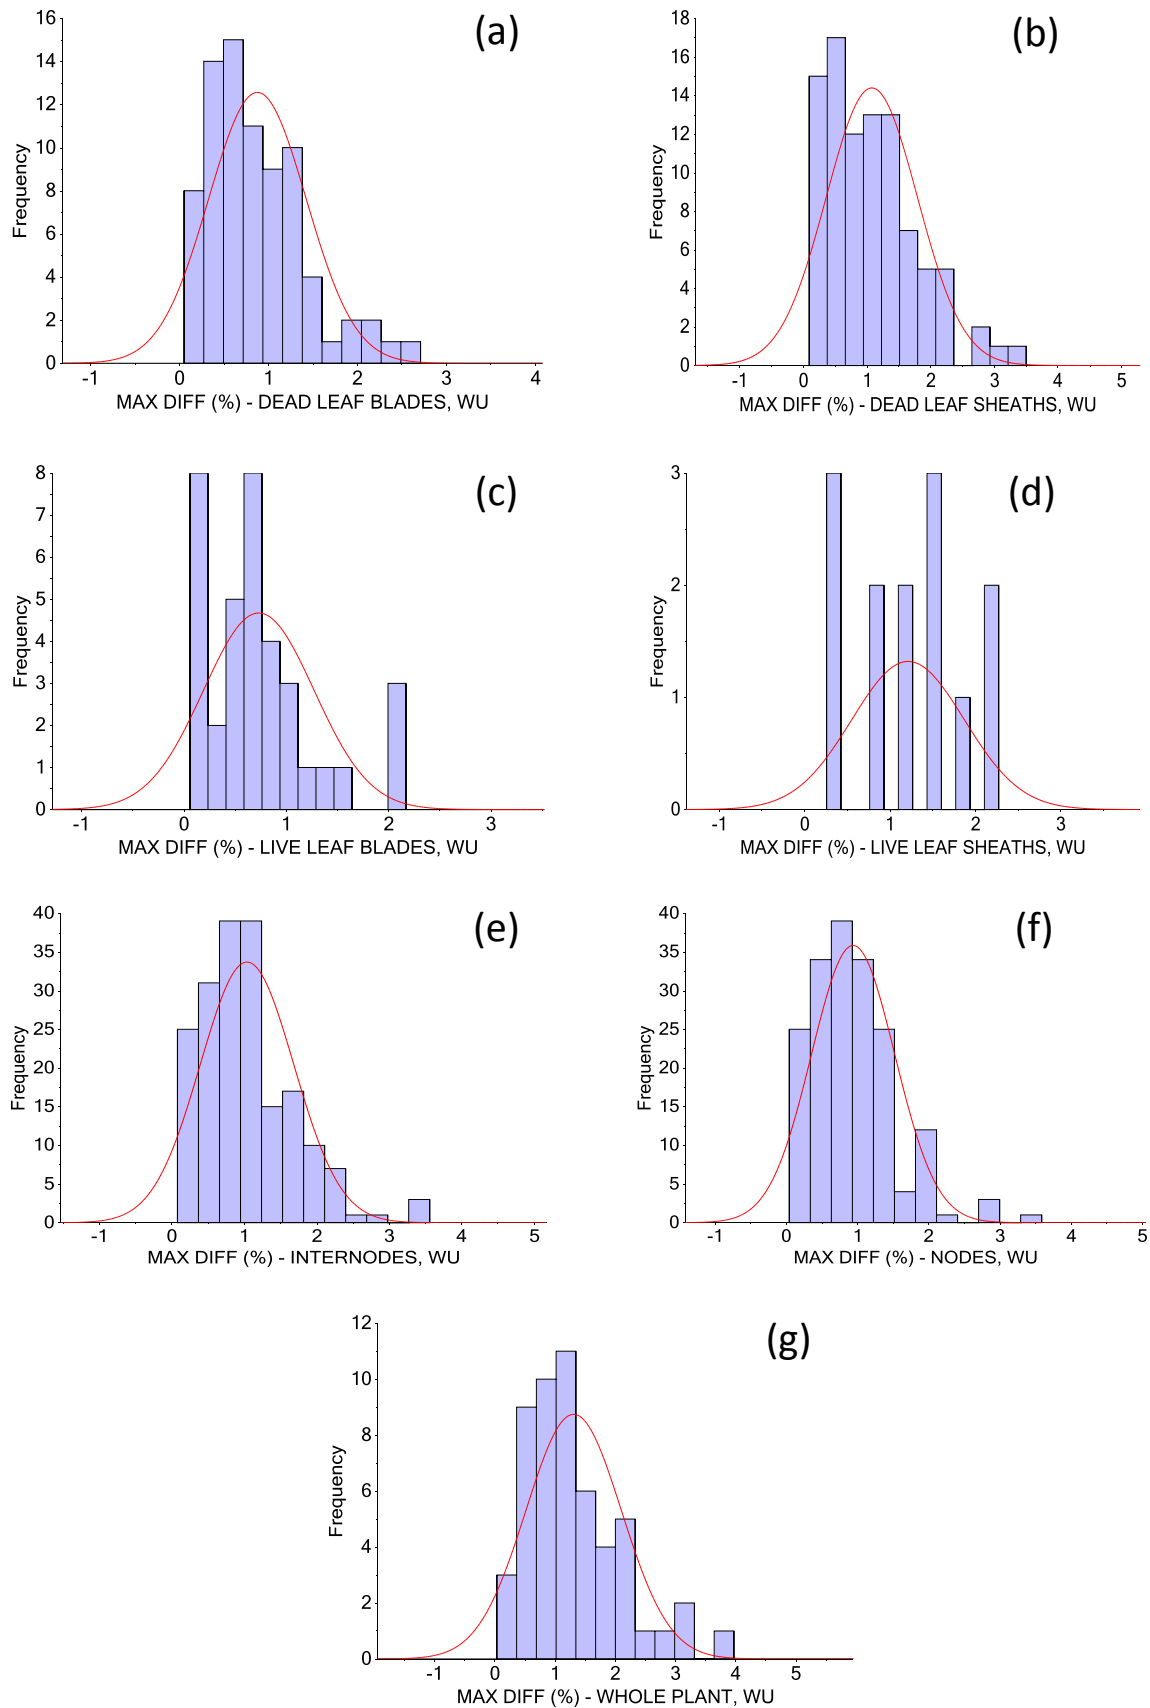 (a)
16
14
12
10
8
6
4
2
0
Frequency
-1 0 1 2 3 4
MAX DIFF (%) - DEAD LEAF BLADES, WU
(b)
18
16
14
12
10
8
6
4
2
0
Frequency
-1 0 1 2 3 4 5
MAX DIFF (%) - DEAD LEAF SHEATHS, WU
(c)
8
7
6
5
4
3
2
1
0
Frequency
-1 0 1 2 3
MAX DIFF (%) - LIVE LEAF BLADES, WU
(d)
3
2
1
0
Frequency
-1 0 1 2 3
MAX DIFF (%) - LIVE LEAF SHEATHS, WU
(e)
40
35
30
25
20
15
10
5
0
Frequency
-1 0 1 2 3 4 5
MAX DIFF (%) - INTERNODES, WU
(f)
40
35
30
25
20
15
10
5
0
Frequency
-1 0 1 2 3 4 5
MAX DIFF (%) - NODES, WU
(g)
12
10
8
6
4
2
0
Frequency
-1 0 1 2 3 4 5
MAX DIFF (%) - WHOLE PLANT, WU